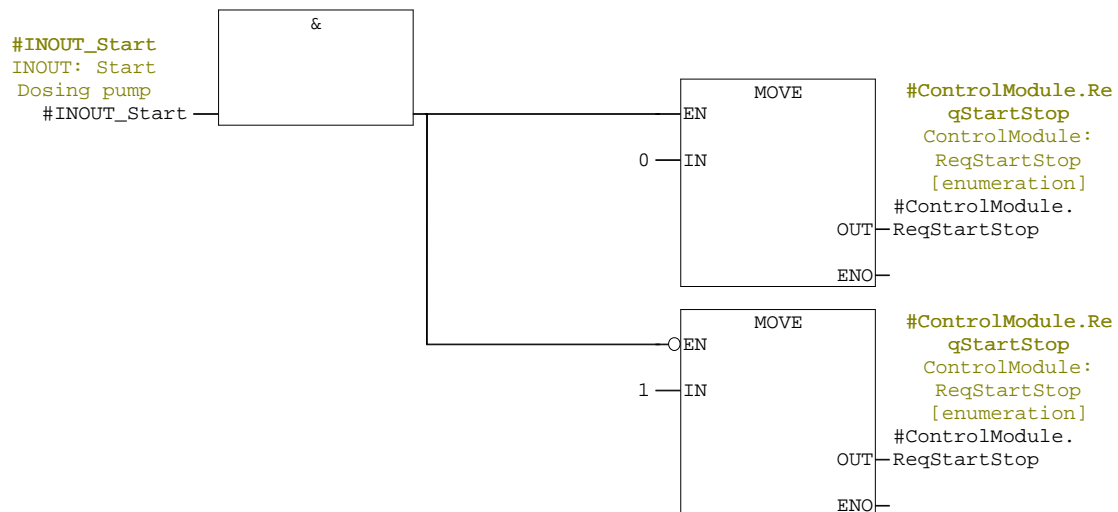 &
#INOUT_Start
INOUT: Start
Dosing pump
#INOUT_Start
MOVE
EN
0
IN
OUT
ENO
#ControlModule.Re
qStartStop
ControlModule:
ReqStartStop
[enumeration]
#ControlModule.
ReqStartStop
MOVE
EN
1
IN
OUT
ENO
#ControlModule.Re
qStartStop
ControlModule:
ReqStartStop
[enumeration]
#ControlModule.
ReqStartStop